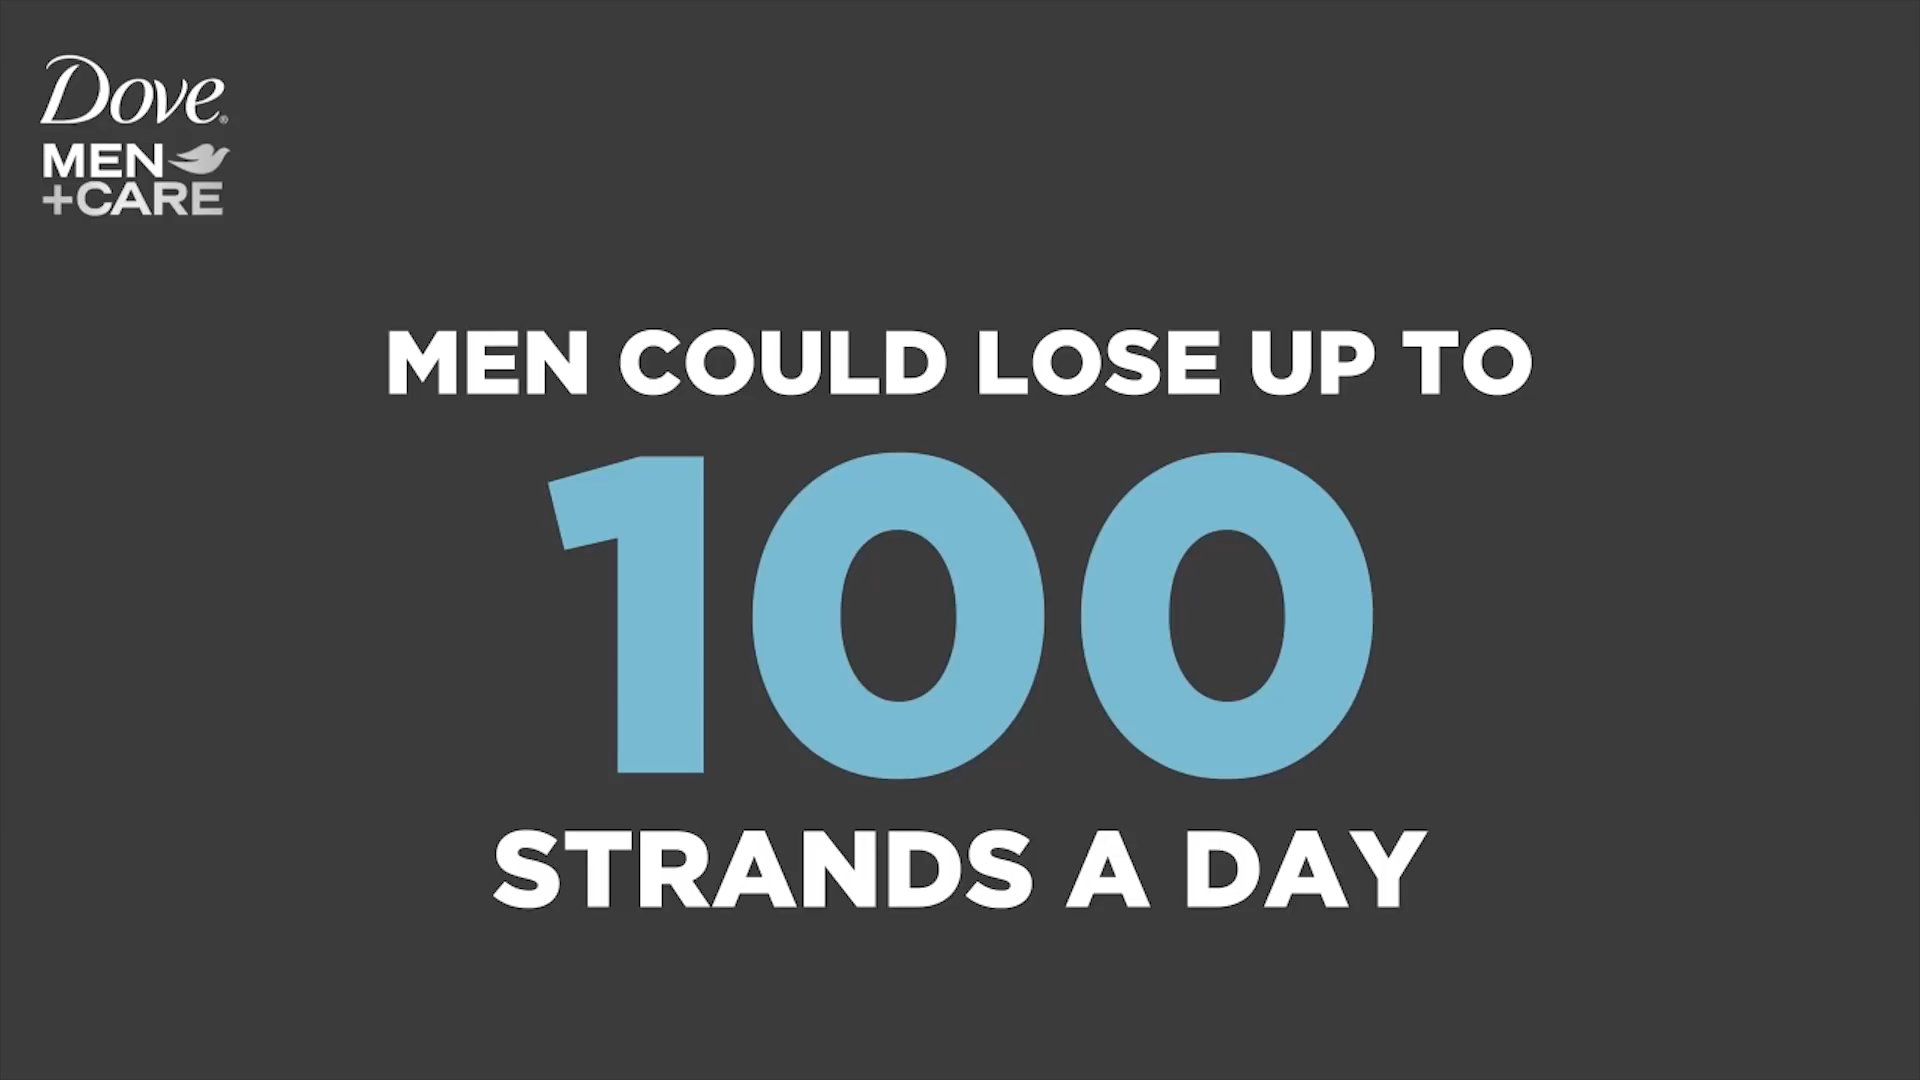 Dove®
MEN
+CARE
MEN COULD LOSE UP TO
100
STRANDS A DAY